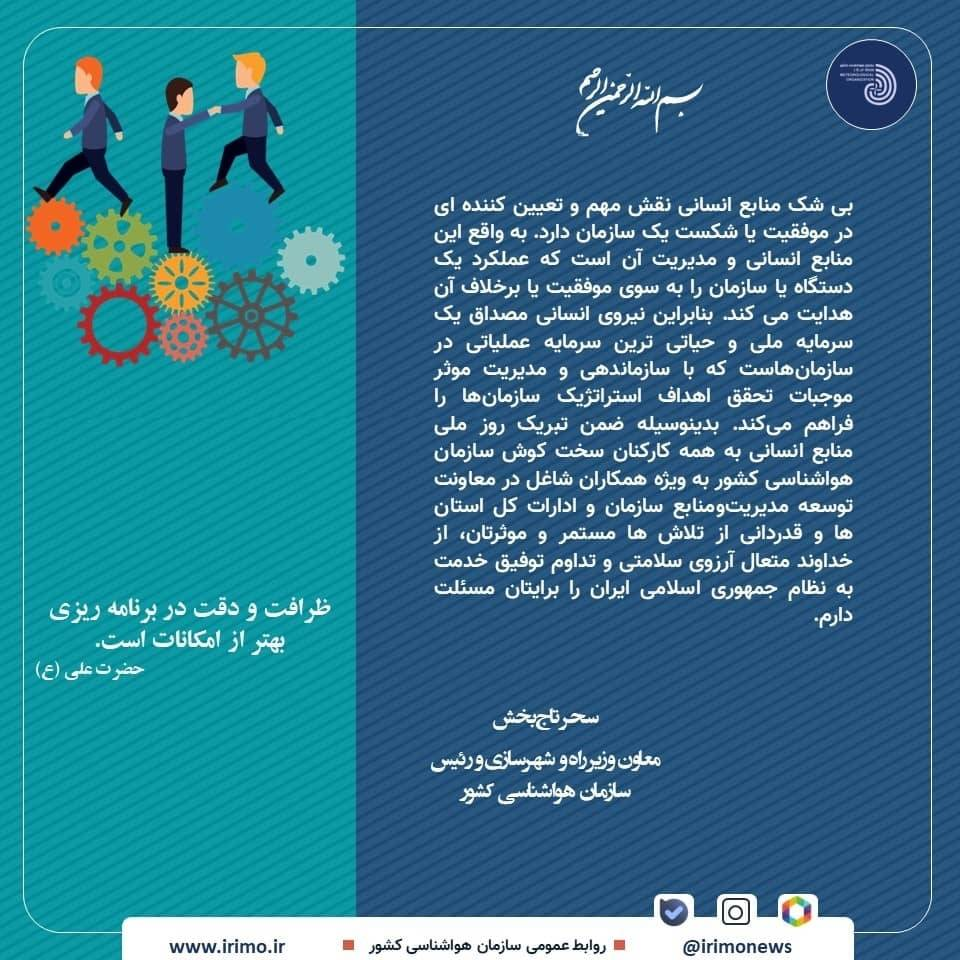 بسم الله الرحمن الرحیم
METEOROLOGICAL
ORGANIZATION
بی شک منابع انسانی نقش مهم و تعیین کننده ای
در موفقیت یا شکست یک سازمان دارد. به واقع این
منابع انسانی و مدیریت آن است که عملکرد یک
دستگاه یا سازمان را به سوی موفقیت یا برخلاف آن
هدایت می کند. بنابراین نیروی انسانی مصداق یک
سرمایه ملی و حیاتی ترین سرمایه عملیاتی در
سازمان‌هاست که با سازماندهی و مدیریت موثر
موجبات تحقق اهداف استراتژیک سازمان‌ها را
فراهم می‌کند. بدینوسیله ضمن تبریک روز ملی
منابع انسانی به همه کارکنان سخت کوش سازمان
هواشناسی کشور به ویژه همکاران شاغل در معاونت
توسعه مدیریت‌ومنابع سازمان و ادارات کل استان
ها و قدردانی از تلاش ها مستمر و موثرتان، از
خداوند متعال آرزوی سلامتی و تداوم توفیق خدمت
به نظام جمهوری اسلامی ایران را برایتان مسئلت
دارم.
سحر تاج‌بخش
معاون وزیر راه و شهرسازی و رئیس
سازمان هواشناسی کشور
ظرافت و دقت در برنامه ریزی
بهتر از امکانات است.
حضرت علی (ع)
@irimonews
روابط عمومی سازمان هواشناسی کشور
www.irimo.ir